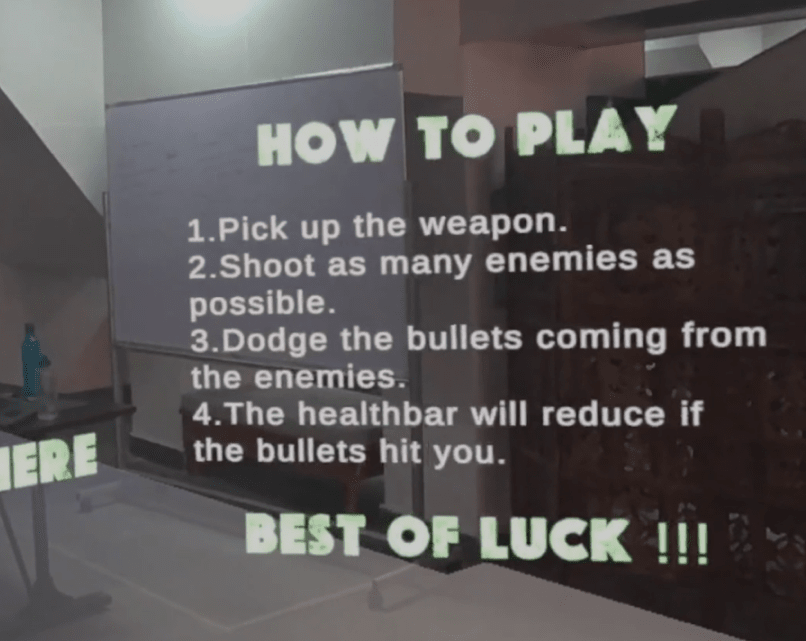 HOW TO PLAY
1.Pick up the weapon.
2.Shoot as many enemies as
possible.
3.Dodge the bullets coming from
the enemies.
4.The healthbar will reduce if
the bullets hit you.
HERE
BEST OF LUCK !!!